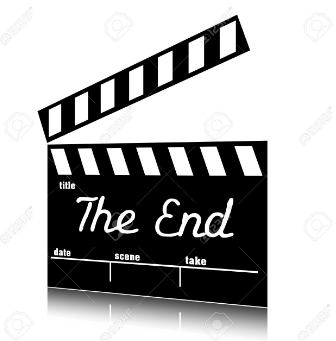 title
The End
date scene take